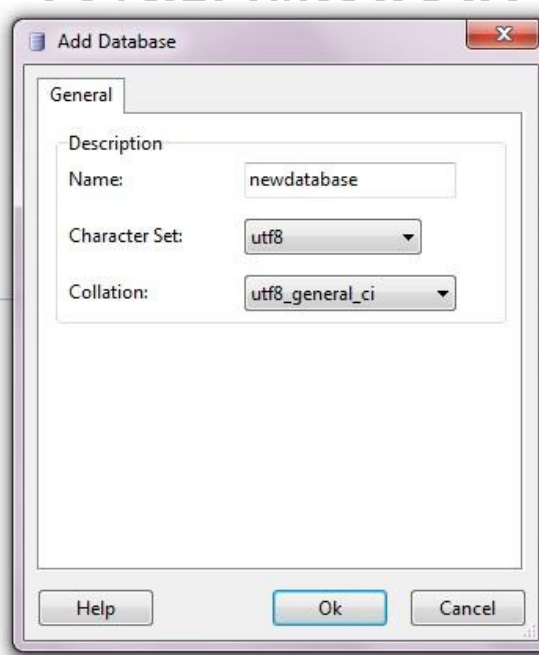 Add Database
General
Description
Name: newdatabase
Character Set: utf8
Collation: utf8_general_ci
Help Ok Cancel